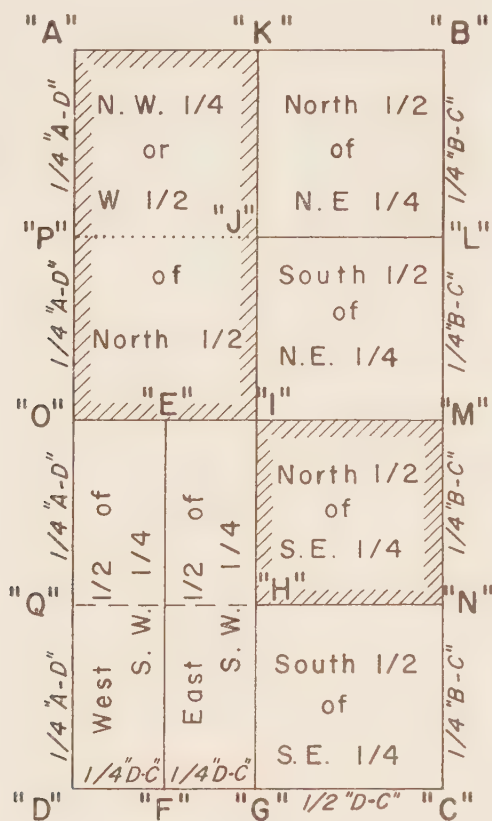 "A" "K" "B"
1/4 "A-D"
N. W. 1/4
or
W 1/2
North 1/2
of
N. E 1/4
1/4 "B-C"
"P" "J" "L"
1/4 "A-D"
of
North 1/2
South 1/2
of
N.E. 1/4
1/4 "B-C"
"O" "E" "I" "M"
1/4 "A-D"
West 1/2 of
S. W. 1/4
East 1/2 of
S. W. 1/4
North 1/2
of
S.E. 1/4
1/4 "B-C"
"Q" "H" "N"
1/4 "A-D"
South 1/2
of
S.E. 1/4
1/4 "B-C"
1/4 "D-C" 1/4 "D-C"
"D" "F" "G" 1/2 "D-C" "C"